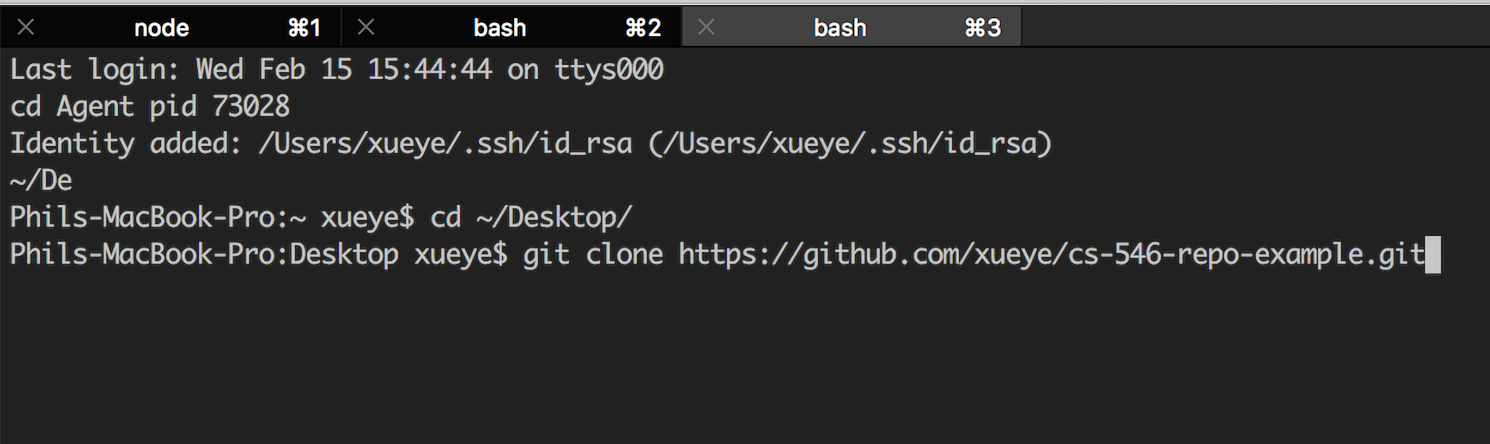 × node ⌘1 × bash ⌘2 × bash ⌘3
Last login: Wed Feb 15 15:44:44 on ttys000
cd Agent pid 73028
Identity added: /Users/xueye/.ssh/id_rsa (/Users/xueye/.ssh/id_rsa)
~/De
Phils-MacBook-Pro:~ xueye$ cd ~/Desktop/
Phils-MacBook-Pro:Desktop xueye$ git clone https://github.com/xueye/cs-546-repo-example.git